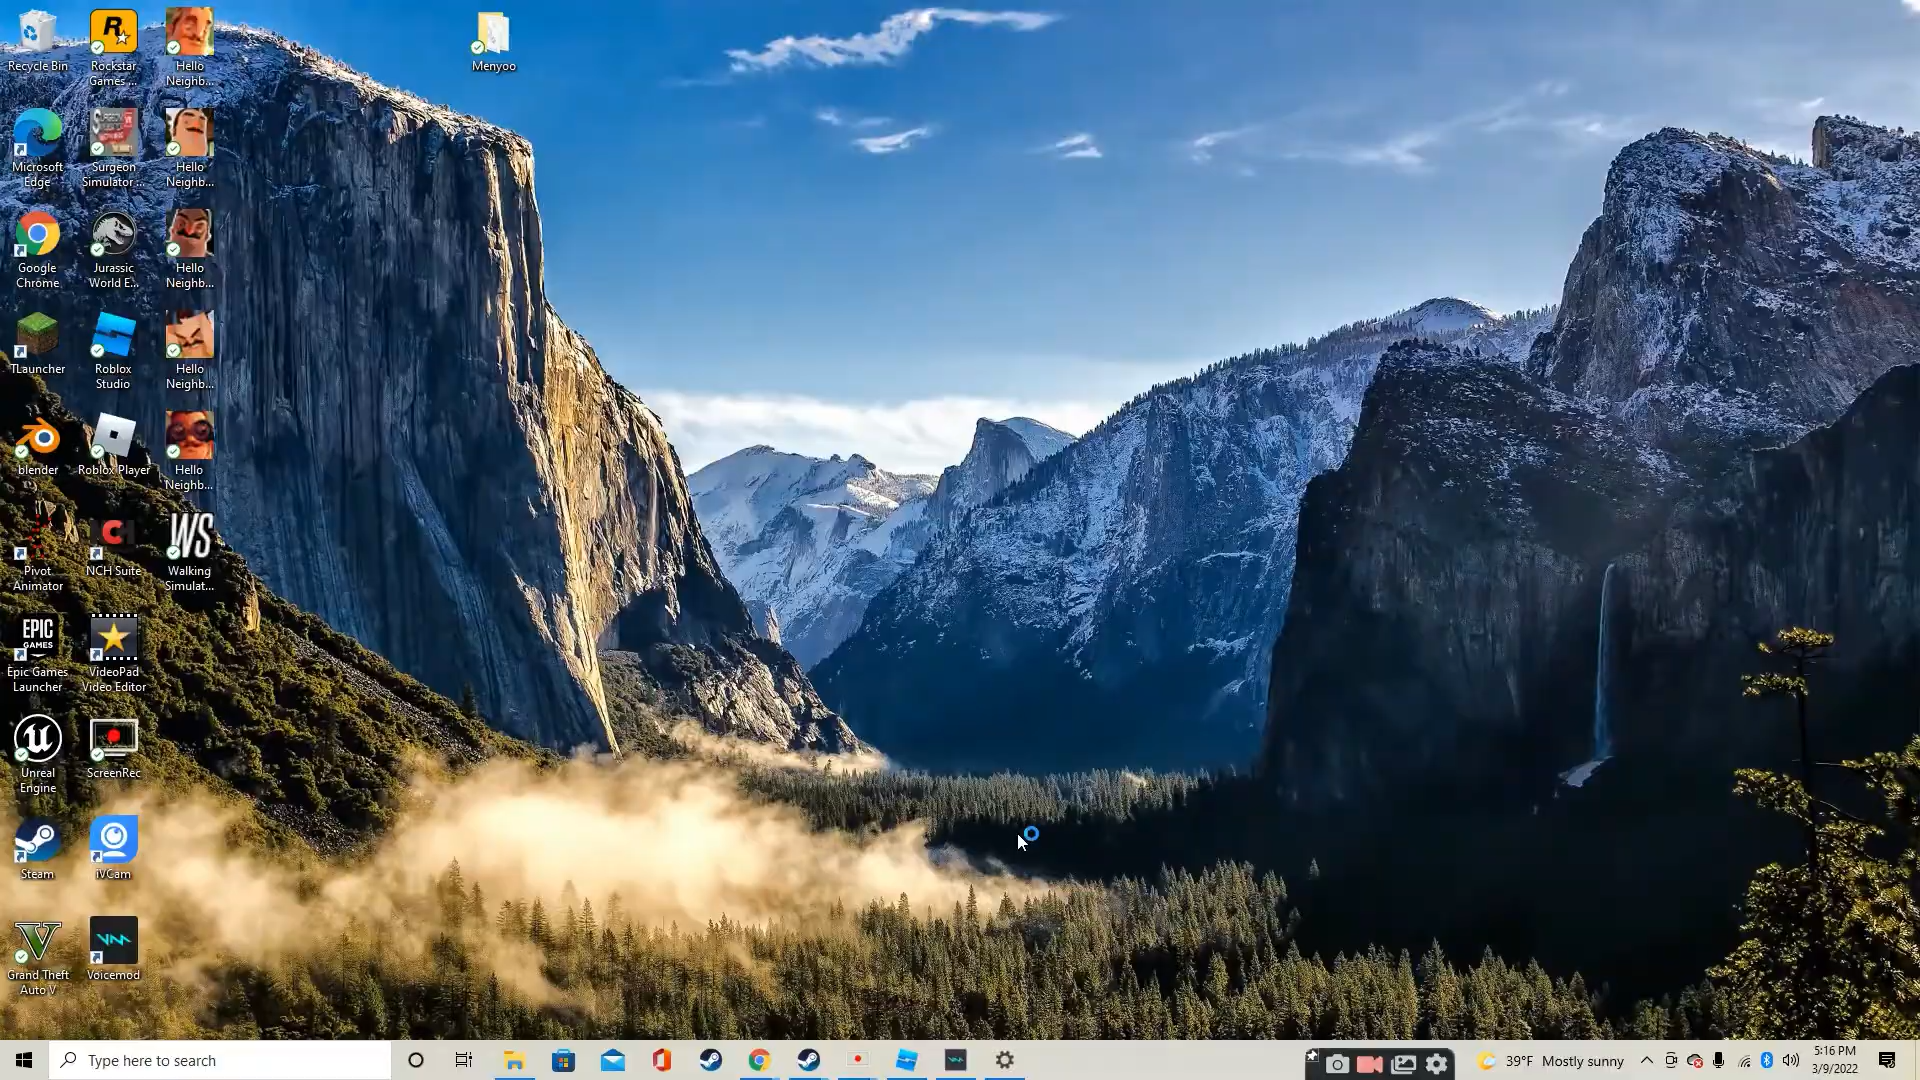 Recycle Bin
Rockstar
Games ...
Hello
Neighb...
Menyoo
Microsoft
Edge
Surgeon
Simulator ...
Hello
Neighb...
Google
Chrome
Jurassic
World E...
Hello
Neighb...
TLauncher
Roblox
Studio
Hello
Neighb...
blender
Roblox Player
Hello
Neighb...
Pivot
Animator
NCH Suite
WS
Walking
Simulat...
EPIC
GAMES
Epic Games
Launcher
VideoPad
Video Editor
Unreal
Engine
ScreenRec
Steam
iVCam
Grand Theft
Auto V
Voicemod
Type here to search
39°F Mostly sunny
5:16 PM
3/9/2022